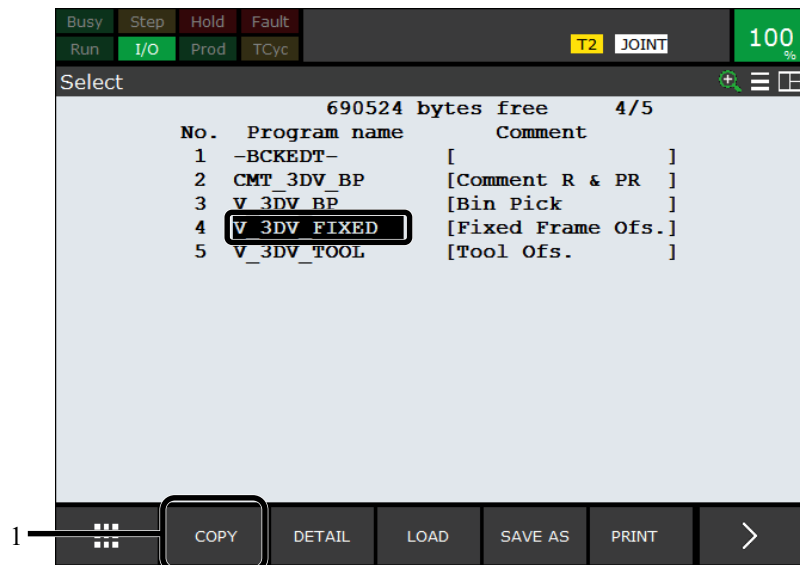 Busy Step Hold Fault
Run I/O Prod TCyc T2 JOINT 100 %
Select
690524 bytes free 4/5
No. Program name Comment
1 -BCKEDT- [ ]
2 CMT_3DV_BP [Comment R & PR ]
3 V_3DV_BP [Bin Pick ]
4 V_3DV_FIXED [Fixed Frame Ofs.]
5 V_3DV_TOOL [Tool Ofs. ]
1 COPY DETAIL LOAD SAVE AS PRINT